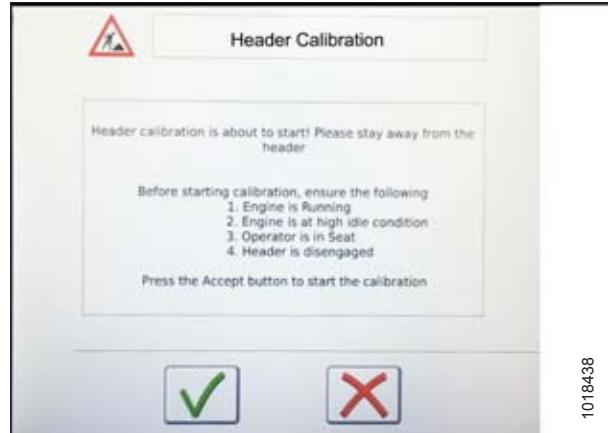 Header Calibration
Header calibration is about to start! Please stay away from the
header
Before starting calibration, ensure the following
1. Engine is Running
2. Engine is at high idle condition
3. Operator is in Seat
4. Header is disengaged
Press the Accept button to start the calibration
1018438